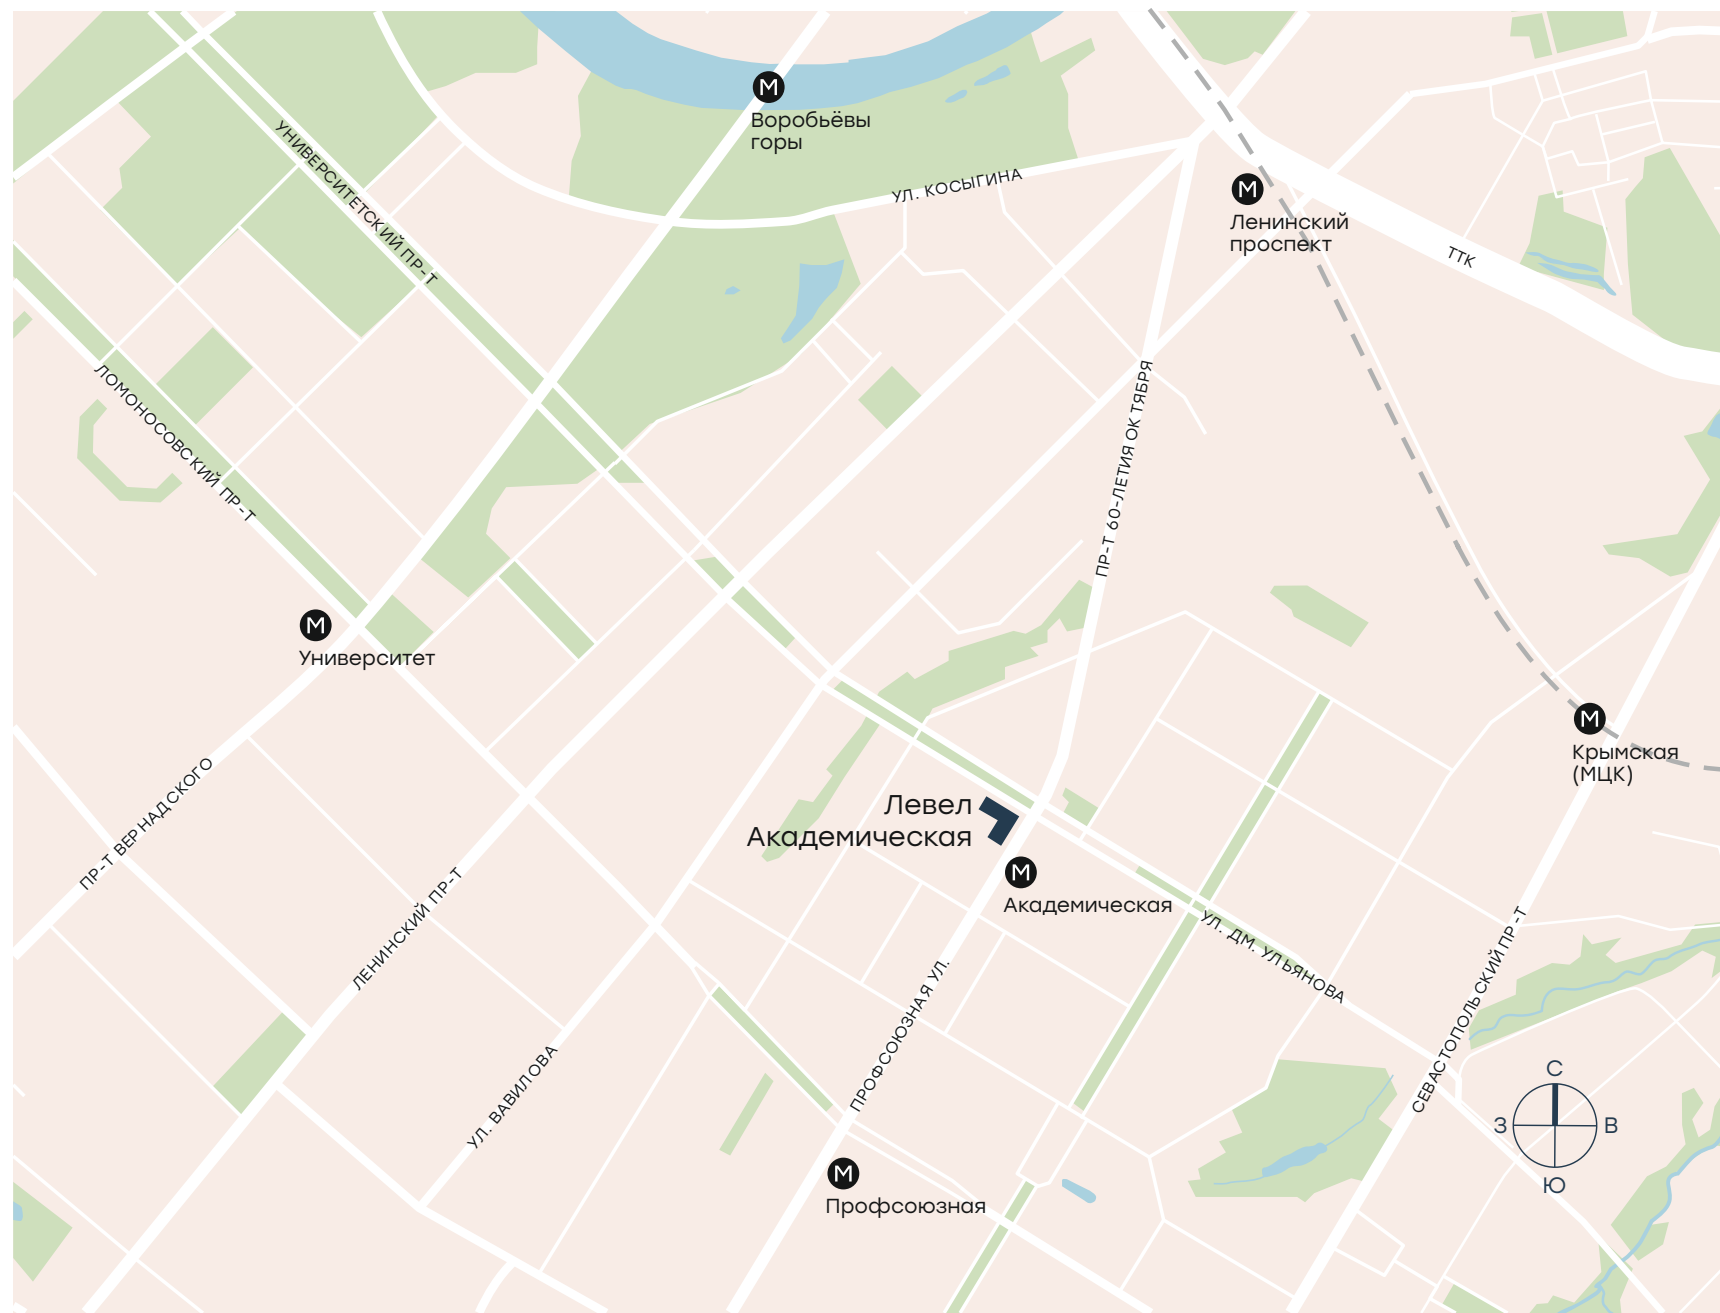 М
Воробьёвы
горы
УНИВЕРСИТЕТСКИЙ ПР-Т
УЛ. КОСЫГИНА
М
Ленинский
проспект
ТТК
ЛОМОНОСОВСКИЙ ПР-Т
ПР-Т 60-ЛЕТИЯ ОКТЯБРЯ
М
Университет
М
Крымская
(МЦК)
ПР-Т ВЕРНАДСКОГО
Левел
Академическая
М
Академическая
ЛЕНИНСКИЙ ПР-Т
УЛ. ДМ. УЛЬЯНОВА
СЕВАСТОПОЛЬСКИЙ ПР-Т
ПРОФСОЮЗНАЯ УЛ.
УЛ. ВАВИЛОВА
С
З
В
Ю
М
Профсоюзная